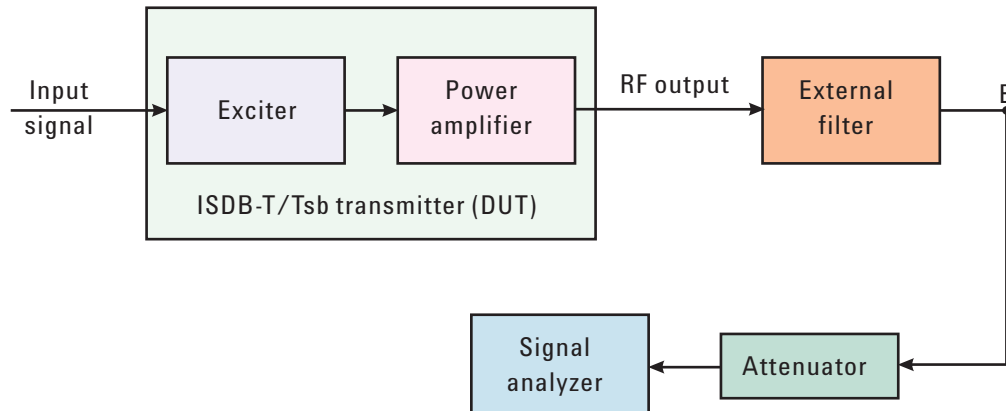 Input
signal
Exciter
Power
amplifier
RF output
External
filter
ISDB-T/Tsb transmitter (DUT)
Signal
analyzer
Attenuator